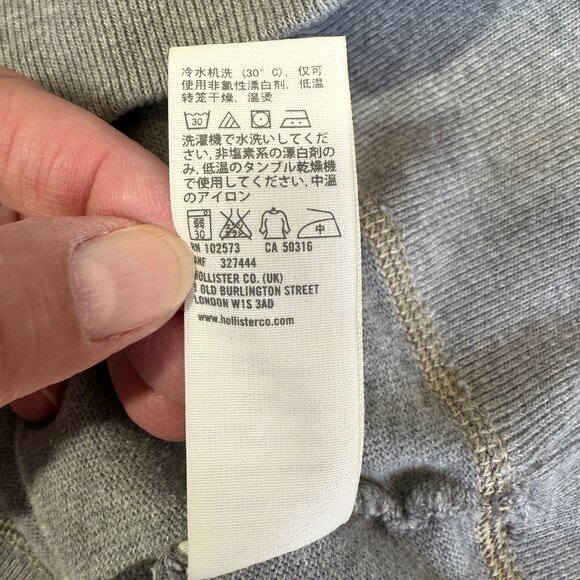 冷水机洗 (30° C), 仅可
使用非氯性漂白剂, 低温
转笼干燥, 温烫
30
洗濯機で水洗いしてくだ
さい, 非塩素系の漂白剤の
み, 低温のタンブル乾燥機
で使用してください, 中温
のアイロン
弱 30 中
RN 102573 CA 50316
327444
HOLLISTER CO. (UK)
OLD BURLINGTON STREET
LONDON W1S 3AD
www.hollisterco.com